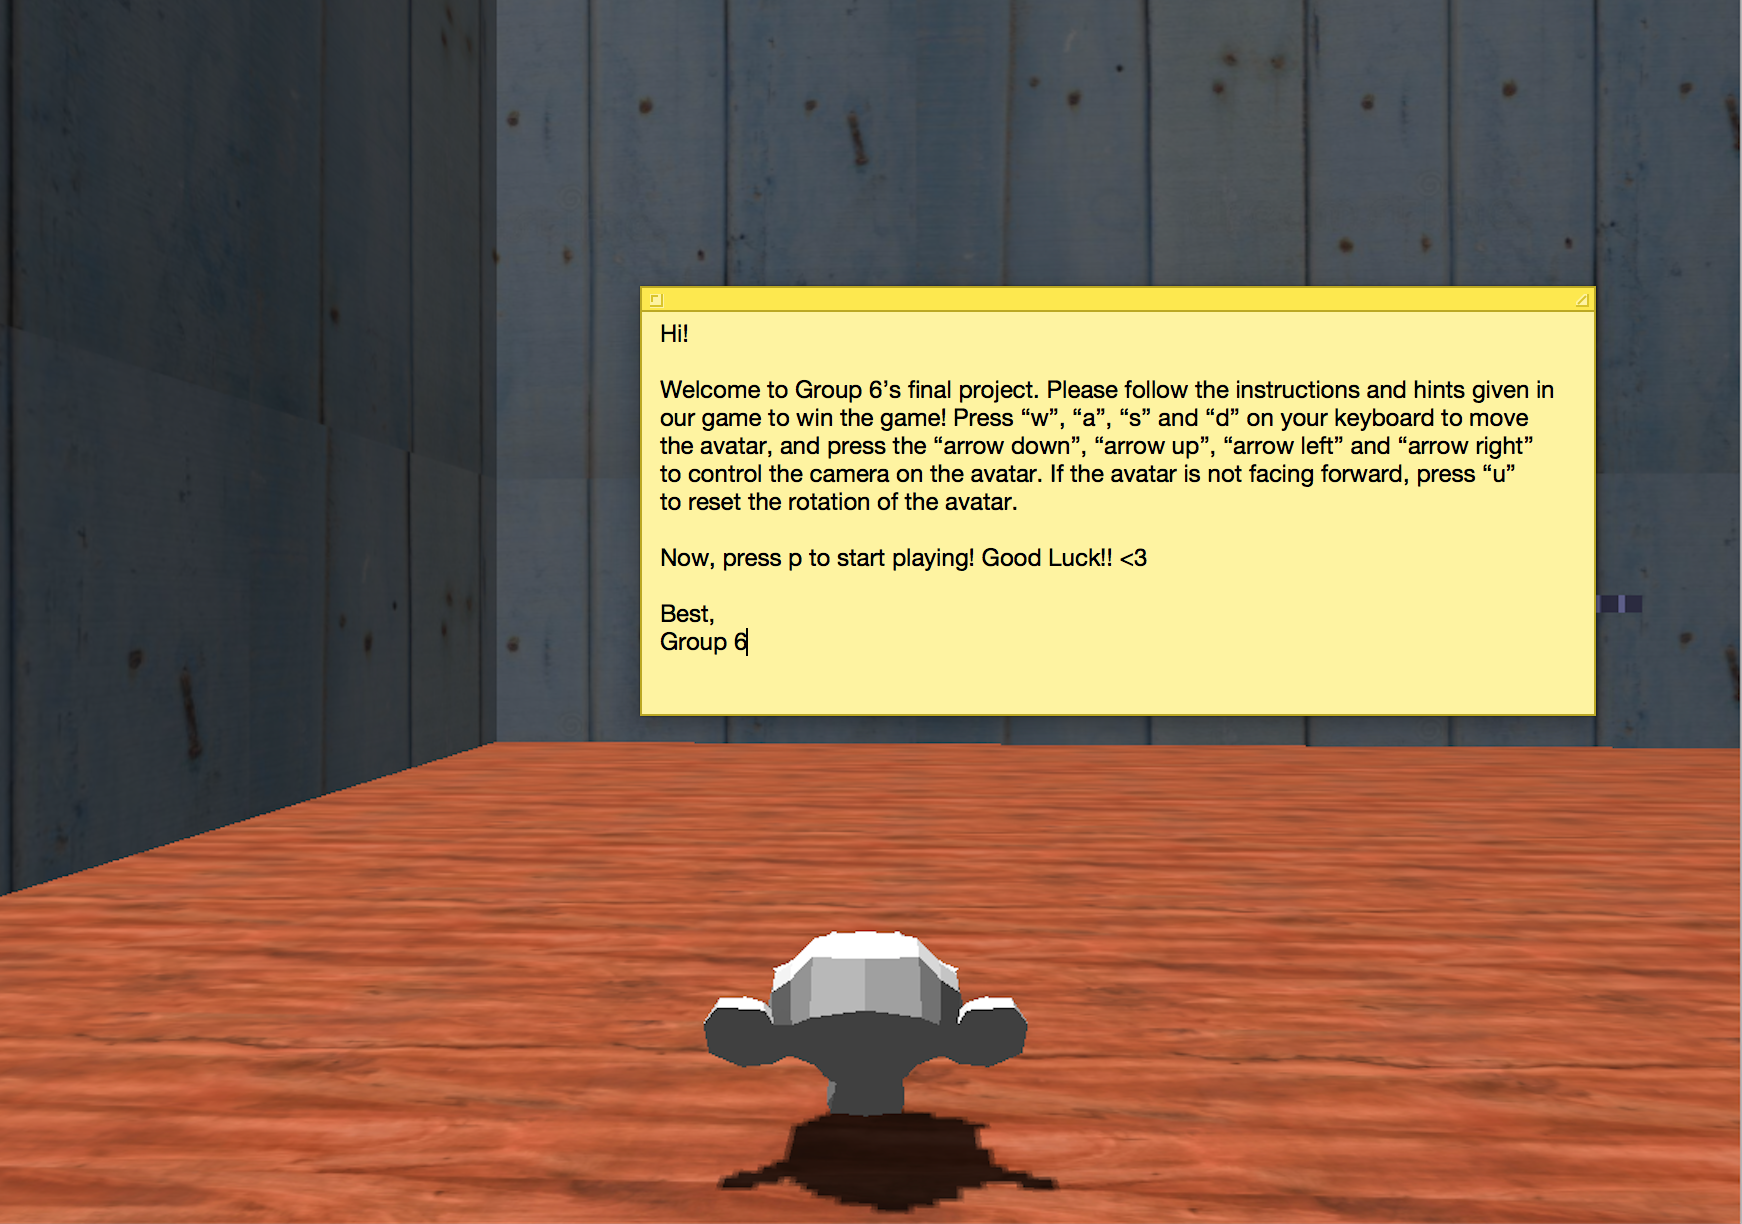 Hi!
Welcome to Group 6’s final project. Please follow the instructions and hints given in
our game to win the game! Press “w”, “a”, “s” and “d” on your keyboard to move
the avatar, and press the “arrow down”, “arrow up”, “arrow left” and “arrow right”
to control the camera on the avatar. If the avatar is not facing forward, press “u”
to reset the rotation of the avatar.
Now, press p to start playing! Good Luck!! <3
Best,
Group 6